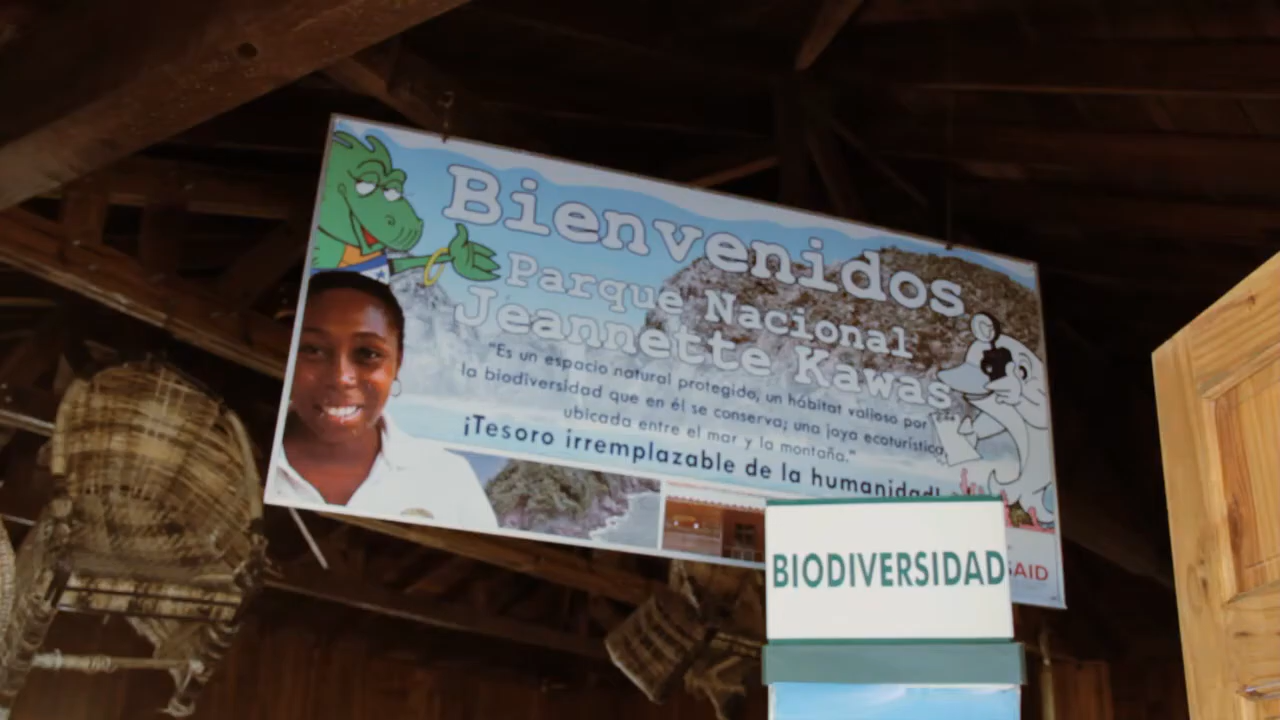 Bienvenidos
Parque Nacional
Jeannette Kawas
"Es un espacio natural protegido, un hábitat valioso por
la biodiversidad que en él se conserva; una joya ecoturística,
ubicada entre el mar y la montaña."
¡Tesoro irremplazable de la humanidad!
BIODIVERSIDAD
SAID